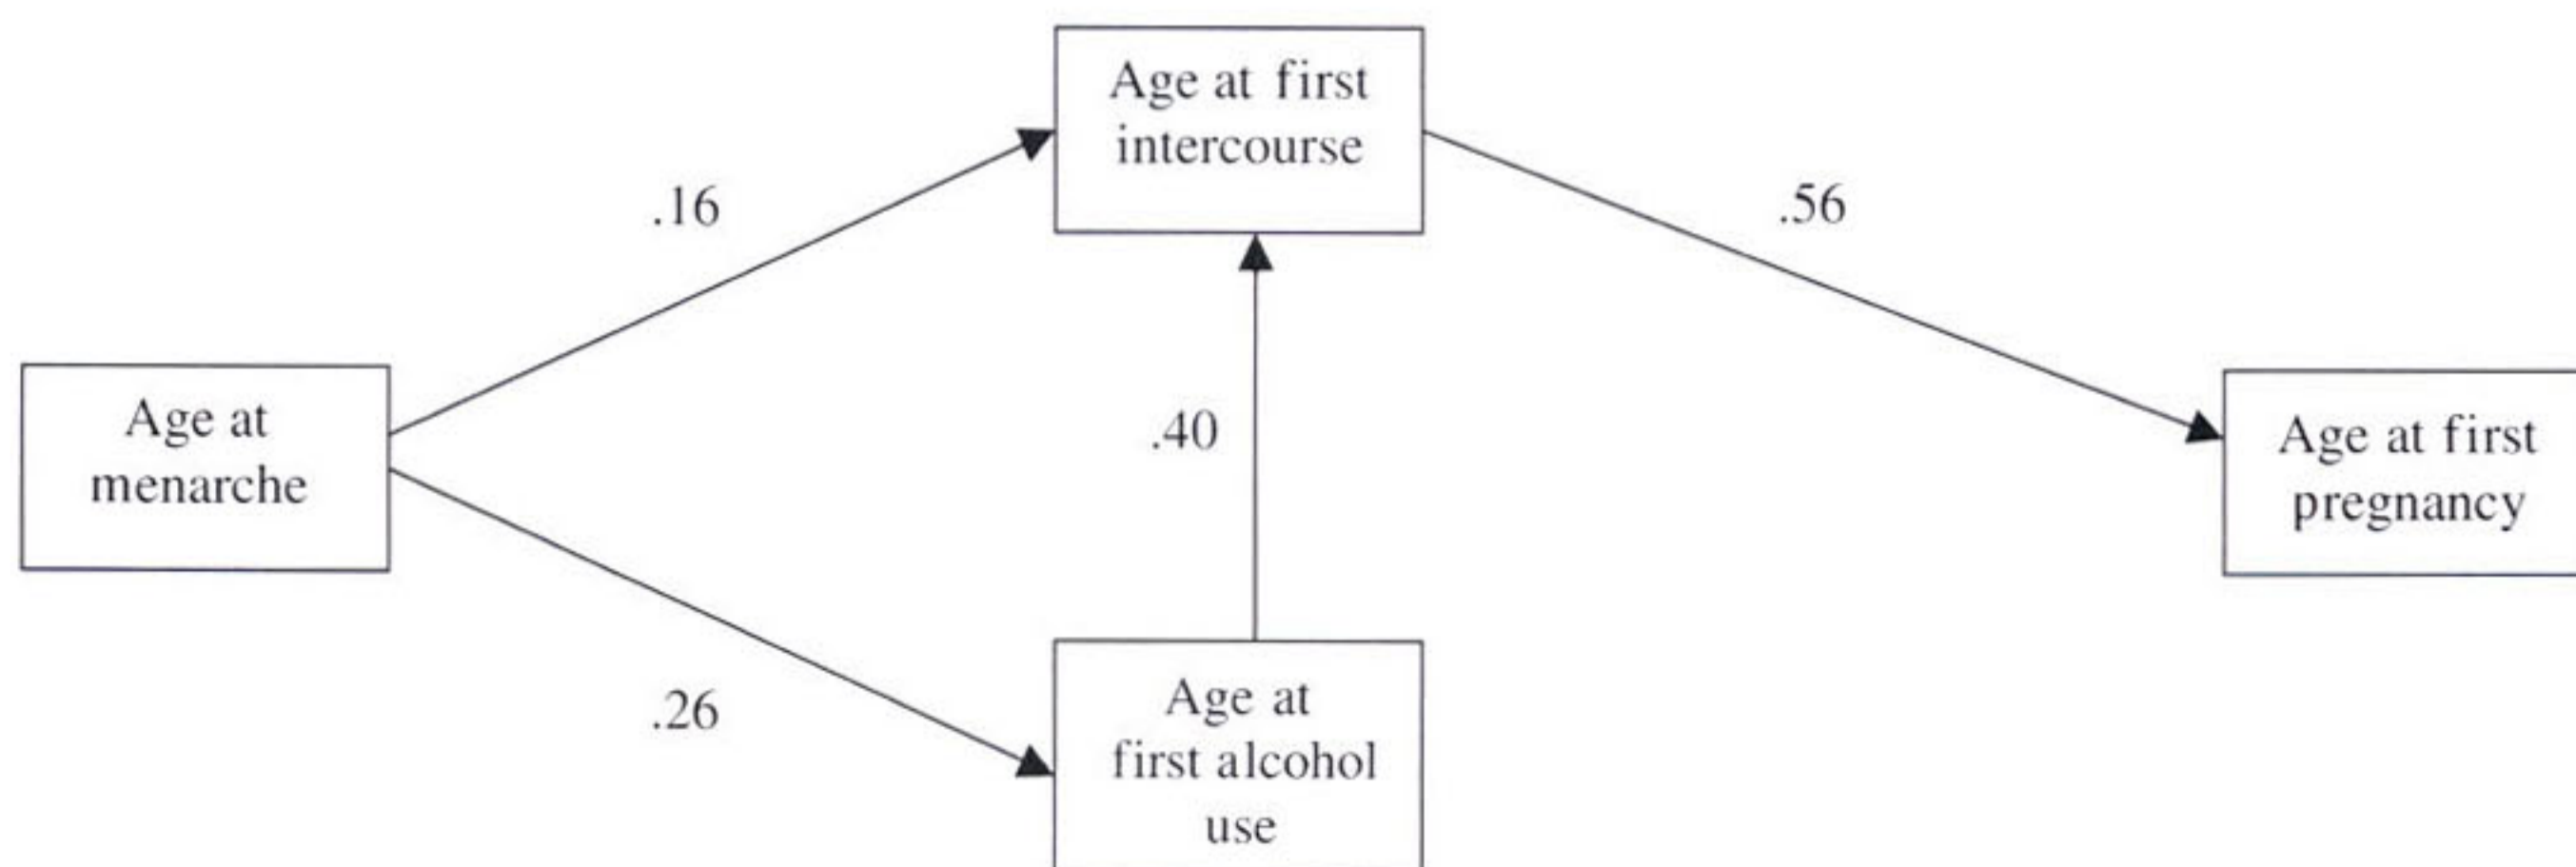 Age at first
intercourse
.16
.56
Age at
menarche
.40
Age at first
pregnancy
.26
Age at
first alcohol
use